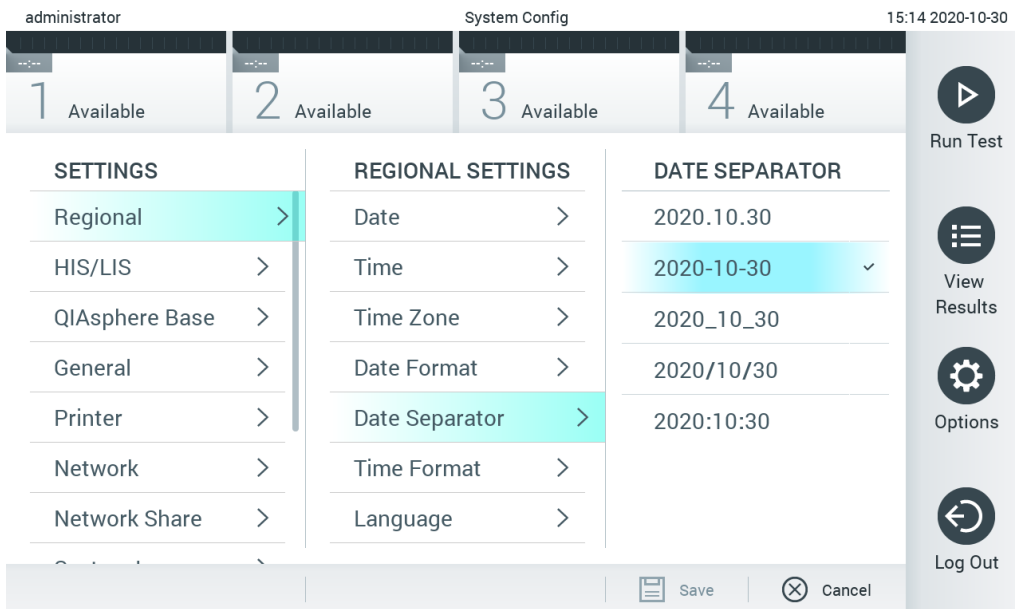 administrator System Config 15:14 2020-10-30
--:-- --:-- --:-- --:--
1 Available 2 Available 3 Available 4 Available
Run Test
View
Results
Options
Log Out
SETTINGS
Regional
HIS/LIS
QIAsphere Base
General
Printer
Network
Network Share
REGIONAL SETTINGS
Date
Time
Time Zone
Date Format
Date Separator
Time Format
Language
DATE SEPARATOR
2020.10.30
2020-10-30
2020_10_30
2020/10/30
2020:10:30
Save Cancel